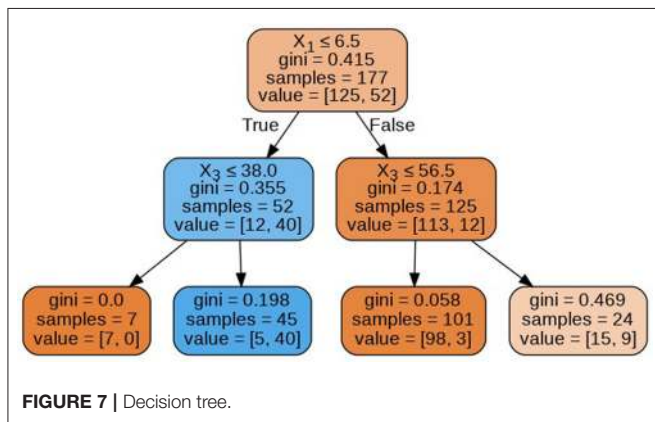 X₁ ≤ 6.5
gini = 0.415
samples = 177
value = [125, 52]
True
False
X₃ ≤ 38.0
gini = 0.355
samples = 52
value = [12, 40]
X₃ ≤ 56.5
gini = 0.174
samples = 125
value = [113, 12]
gini = 0.0
samples = 7
value = [7, 0]
gini = 0.198
samples = 45
value = [5, 40]
gini = 0.058
samples = 101
value = [98, 3]
gini = 0.469
samples = 24
value = [15, 9]
FIGURE 7 | Decision tree.